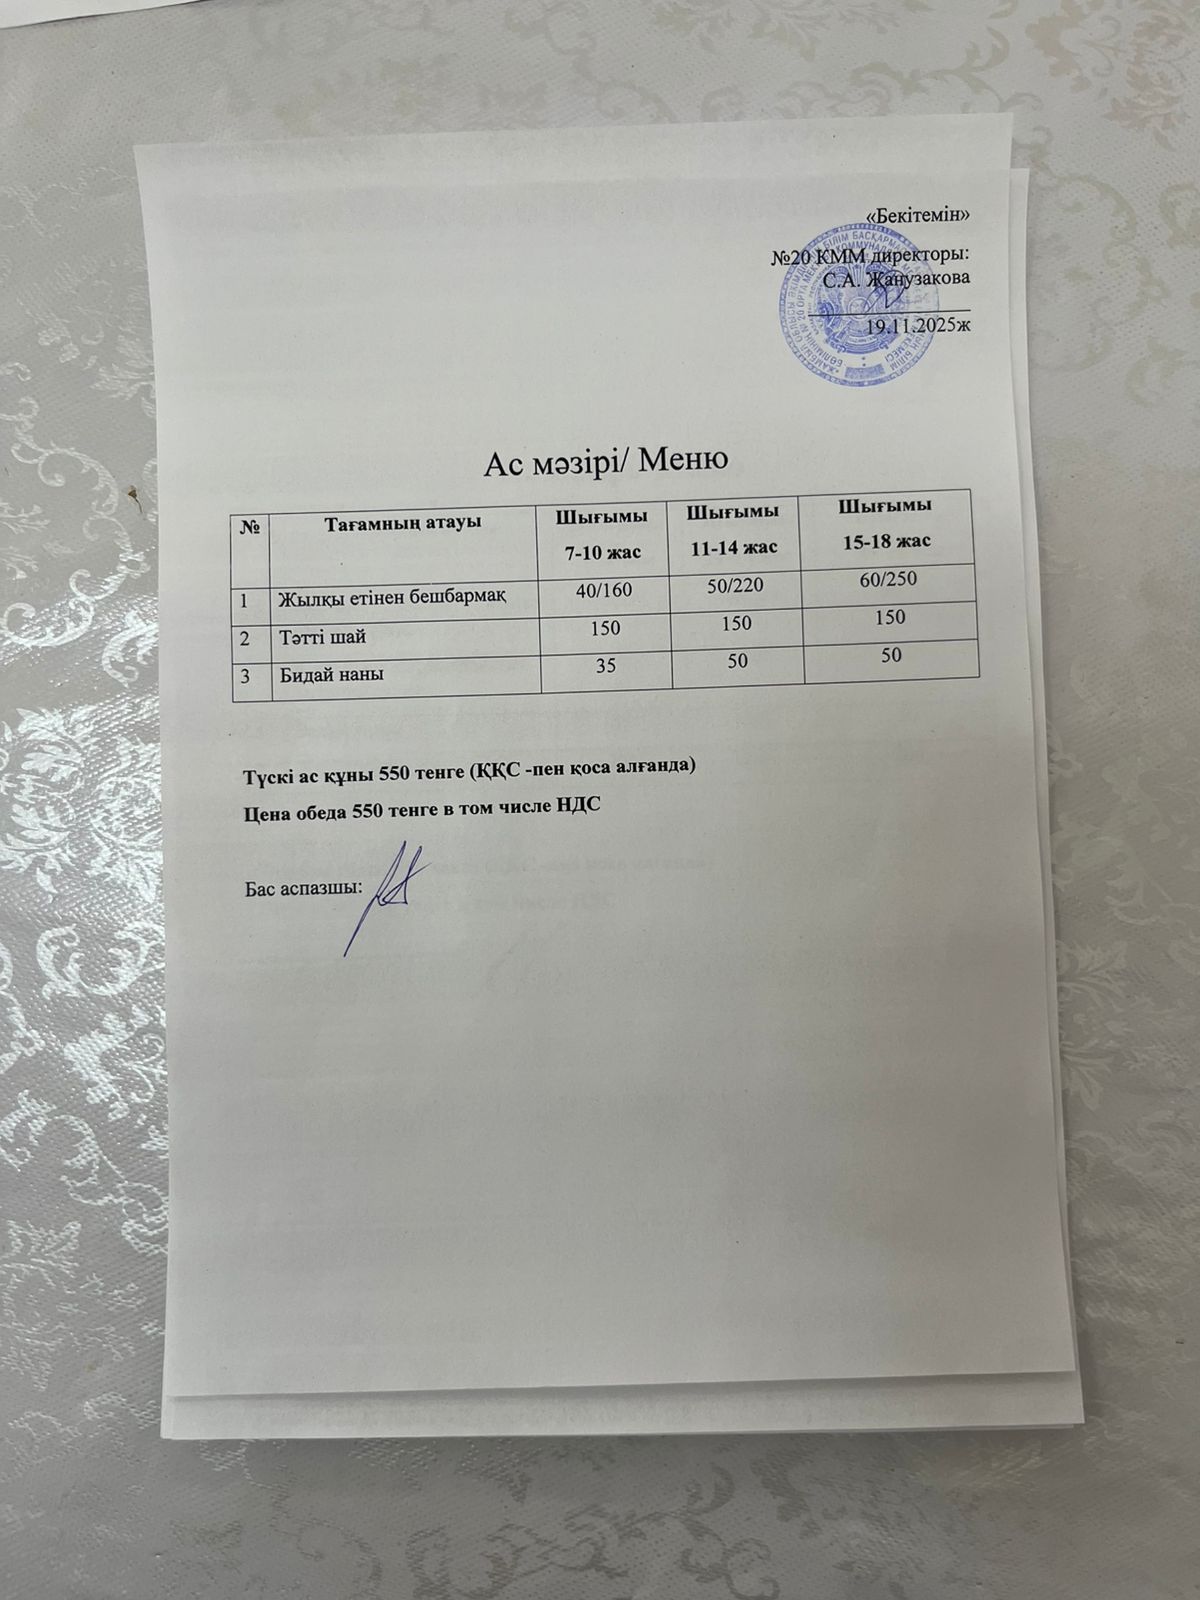 «Бекітемін»
№20 КММ директоры:
С.А. Жанузакова
19.11.2025ж
Ас мәзірі/ Меню
№ Тағамның атауы Шығымы 7-10 жас Шығымы 11-14 жас Шығымы 15-18 жас
1 Жылқы етінен бешбармақ 40/160 50/220 60/250
2 Тәтті шай 150 150 150
3 Бидай наны 35 50 50
Түскі ас құны 550 тенге (ҚҚС -пен қоса алғанда)
Цена обеда 550 тенге в том числе НДС
Бас аспазшы: